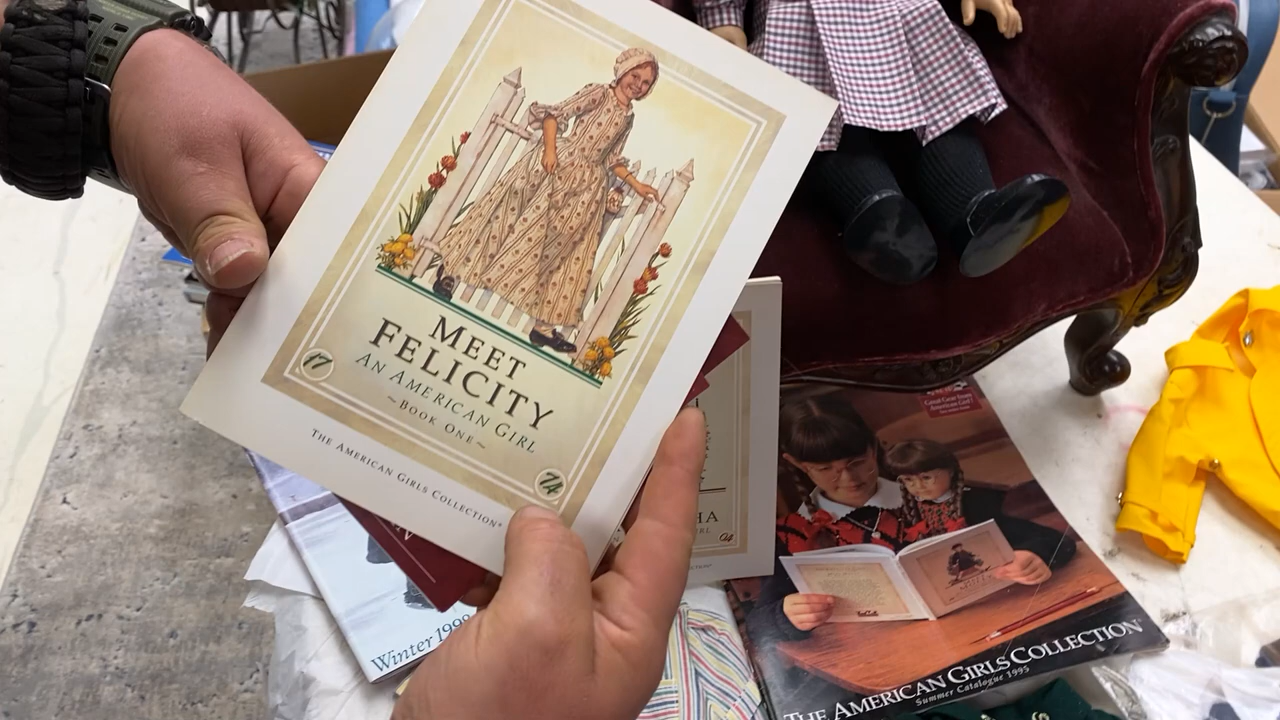 MEET
FELICITY
AN AMERICAN GIRL
~BOOK ONE~
17
74
THE AMERICAN GIRLS COLLECTION®
Winter 1999
THE AMERICAN GIRLS COLLECTION®
Summer Catalogue 1995